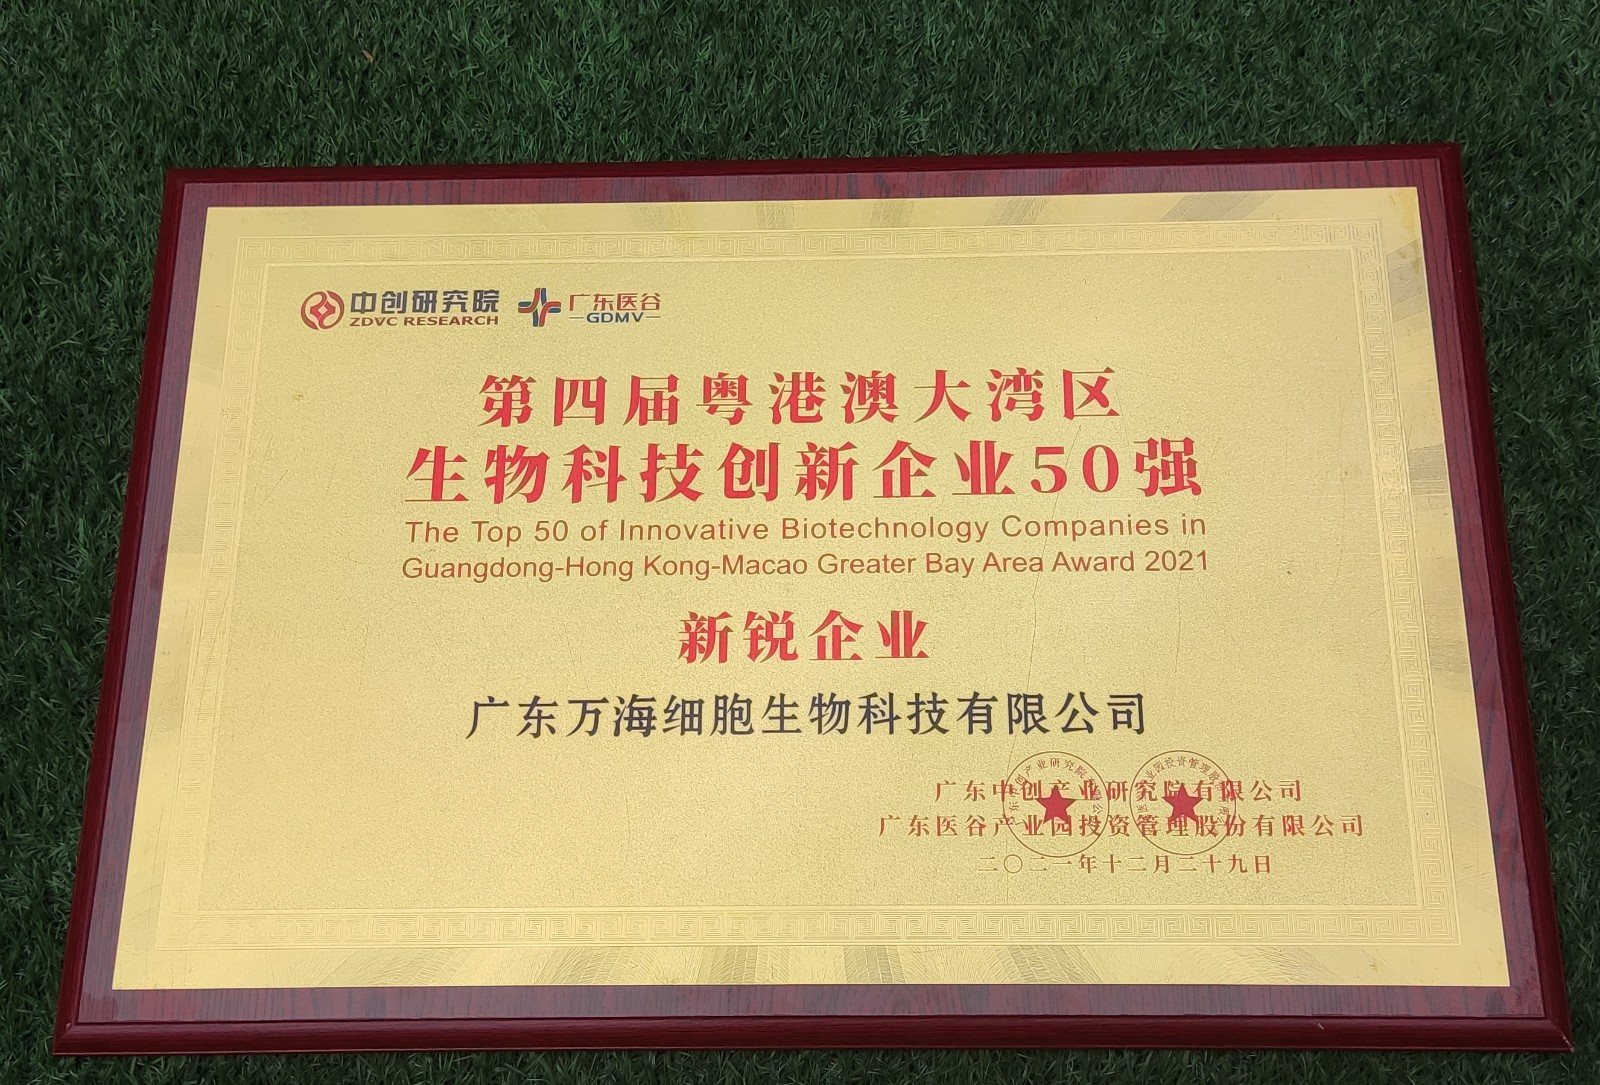 中创研究院
ZDVC RESEARCH
广东医谷
GDMV
第四届粤港澳大湾区
生物科技创新企业50强
The Top 50 of Innovative Biotechnology Companies in
Guangdong-Hong Kong-Macao Greater Bay Area Award 2021
新锐企业
广东万海细胞生物科技有限公司
广东中创产业研究院有限公司
广东医谷产业园投资管理股份有限公司
二〇二一年十二月二十九日